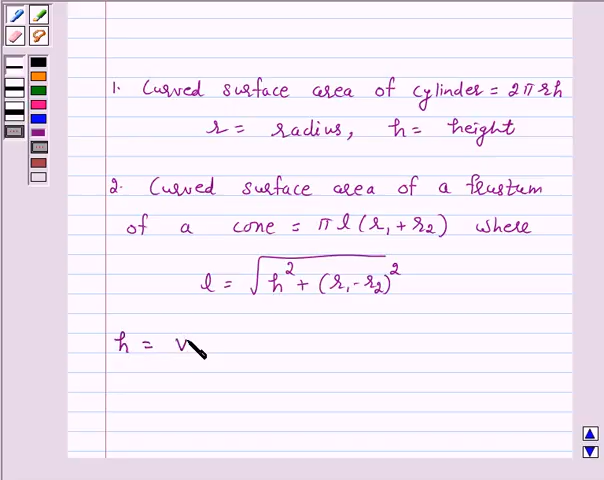 1. Curved surface area of cylinder = 2πrh
r = radius, h = height
2. Curved surface area of a frustum
of a cone = πl(r₁ + r₂) where
l = √h² + (r₁ - r₂)²
h = v